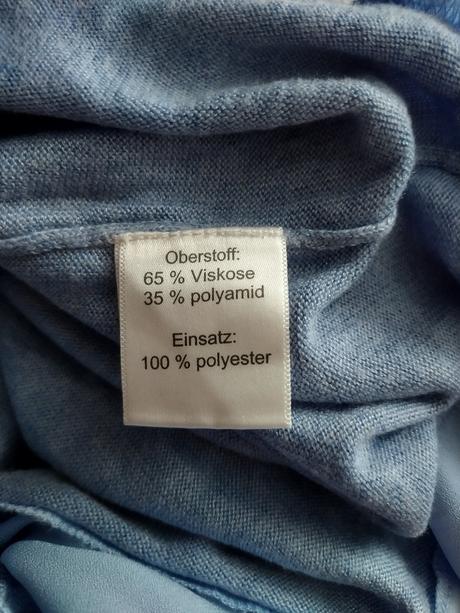 Oberstoff:
65 % Viskose
35 % polyamid
Einsatz:
100 % polyester